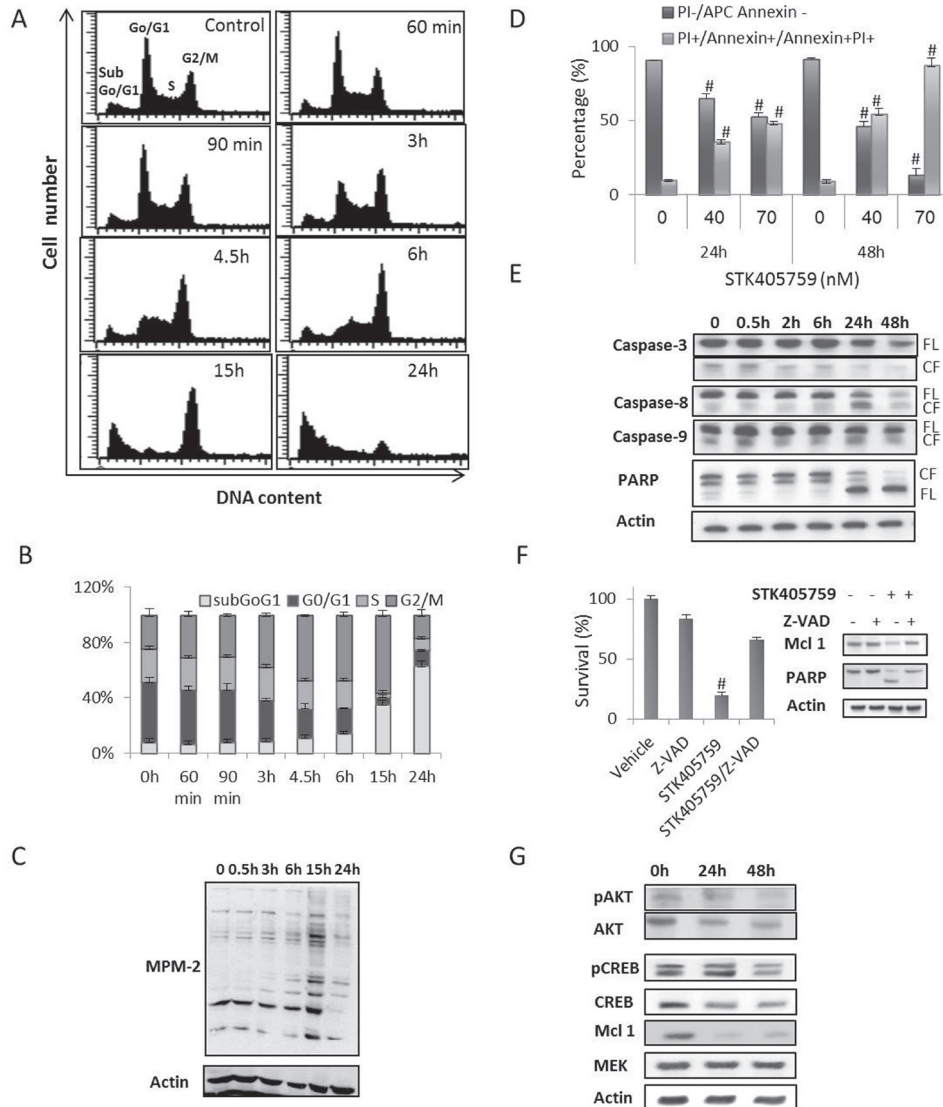 A
Cell number
Control
Go/G1
G2/M
S
Sub
Go/G1
60 min
90 min
3h
4.5h
6h
15h
24h
DNA content
B
120%
80%
40%
0%
subGoG1 G0/G1 S G2/M
0h 60 min 90 min 3h 4.5h 6h 15h 24h
C
0 0.5h 3h 6h 15h 24h
MPM-2
Actin
D
PI-/APC Annexin -
PI+/Annexin+/Annexin+PI+
Percentage (%)
100
50
0
# # # # # # # #
0 40 70 0 40 70
24h 48h
STK405759 (nM)
E
0 0.5h 2h 6h 24h 48h
Caspase-3 FL
CF
Caspase-8 FL
CF
Caspase-9 FL
CF
PARP CF
FL
Actin
F
Survival (%)
100
50
0
#
Vehicle
Z-VAD
STK405759
STK405759/Z-VAD
STK405759 - - + +
Z-VAD - + - +
Mcl 1
PARP
Actin
G
0h 24h 48h
pAKT
AKT
pCREB
CREB
Mcl 1
MEK
Actin